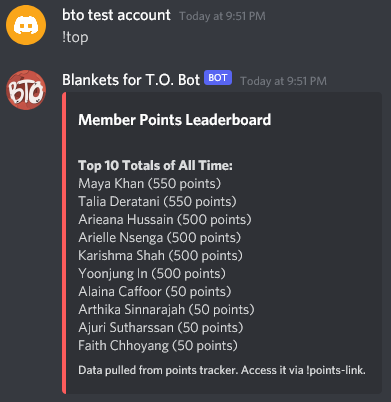 bto test account Today at 9:51 PM
!top
BTO
Blankets for T.O. Bot BOT Today at 9:51 PM
Member Points Leaderboard
Top 10 Totals of All Time:
Maya Khan (550 points)
Talia Deratani (550 points)
Arieana Hussain (500 points)
Arielle Nsenga (500 points)
Karishma Shah (500 points)
Yoonjung In (500 points)
Alaina Caffoor (50 points)
Arthika Sinnarajah (50 points)
Ajuri Sutharssan (50 points)
Faith Chhoyang (50 points)
Data pulled from points tracker. Access it via !points-link.